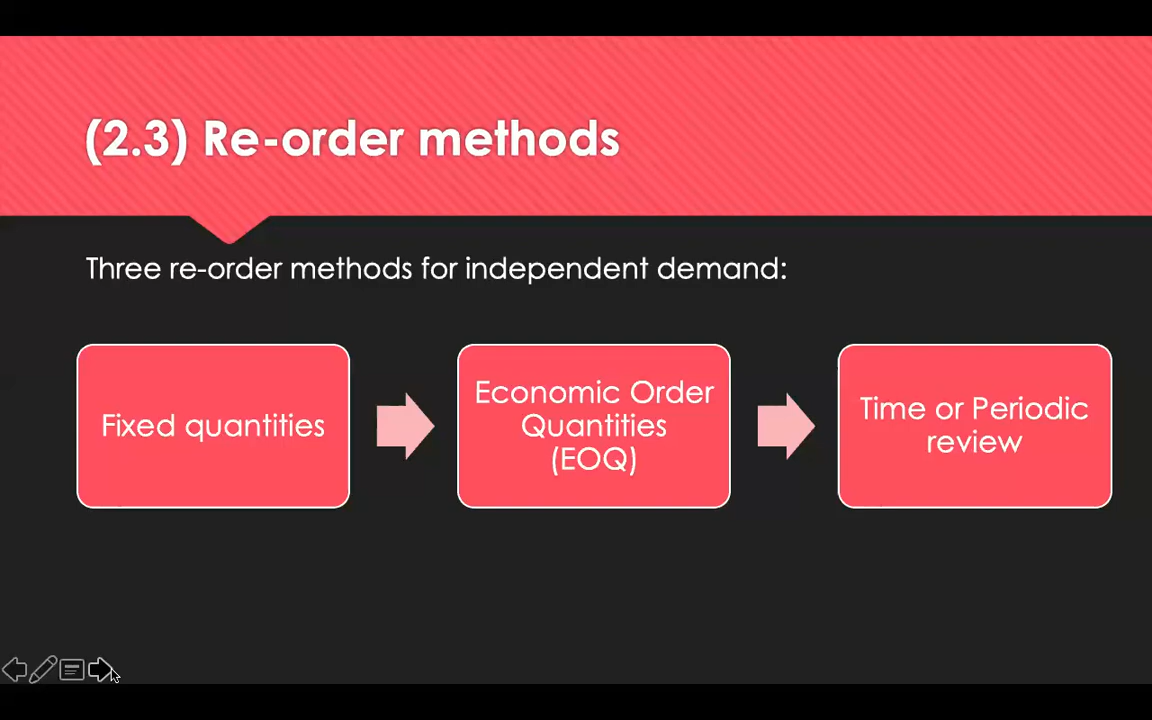 (2.3) Re-order methods
Three re-order methods for independent demand:
Fixed quantities
Economic Order
Quantities
(EOQ)
Time or Periodic
review